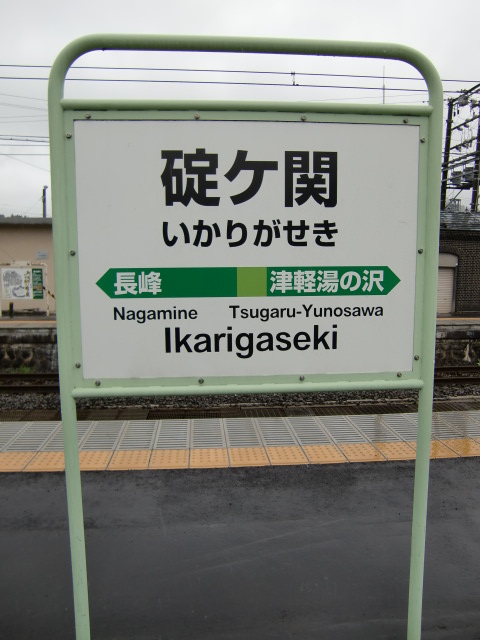 碇ケ関
いかりがせき
長峰 津軽湯の沢
Nagamine Tsugaru-Yunosawa
Ikarigaseki